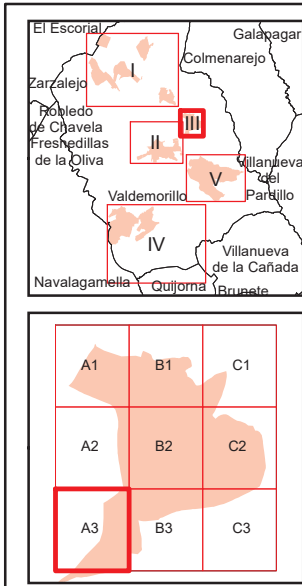 El Escorial
Galapagar
Colmenarejo
I
Zarzalejo
Robledo
de Chavela
III
Freshedillas
de la Oliva
II
Villanueva
del
Pardillo
V
Valdemorillo
IV
Villanueva
de la Cañada
Navalagamella
Quijorna
Brunete
A1 B1 C1
A2 B2 C2
A3 B3 C3